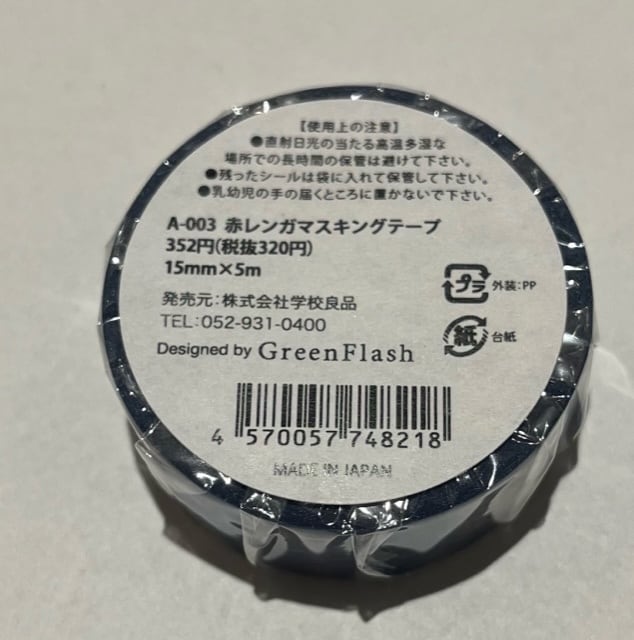 【使用上の注意】
●直射日光の当たる高温多湿な
場所での長時間の保管は避けて下さい。
●残ったシールは袋に入れて保管して下さい。
●乳幼児の手の届くところに置かないで下さい。
A-003 赤レンガマスキングテープ
352円(税抜320円)
15mm×5m
プラ 外装:PP
発売元:株式会社学校良品
TEL:052-931-0400
紙 台紙
Designed by GreenFlash
4 570057 748218
MADE IN JAPAN